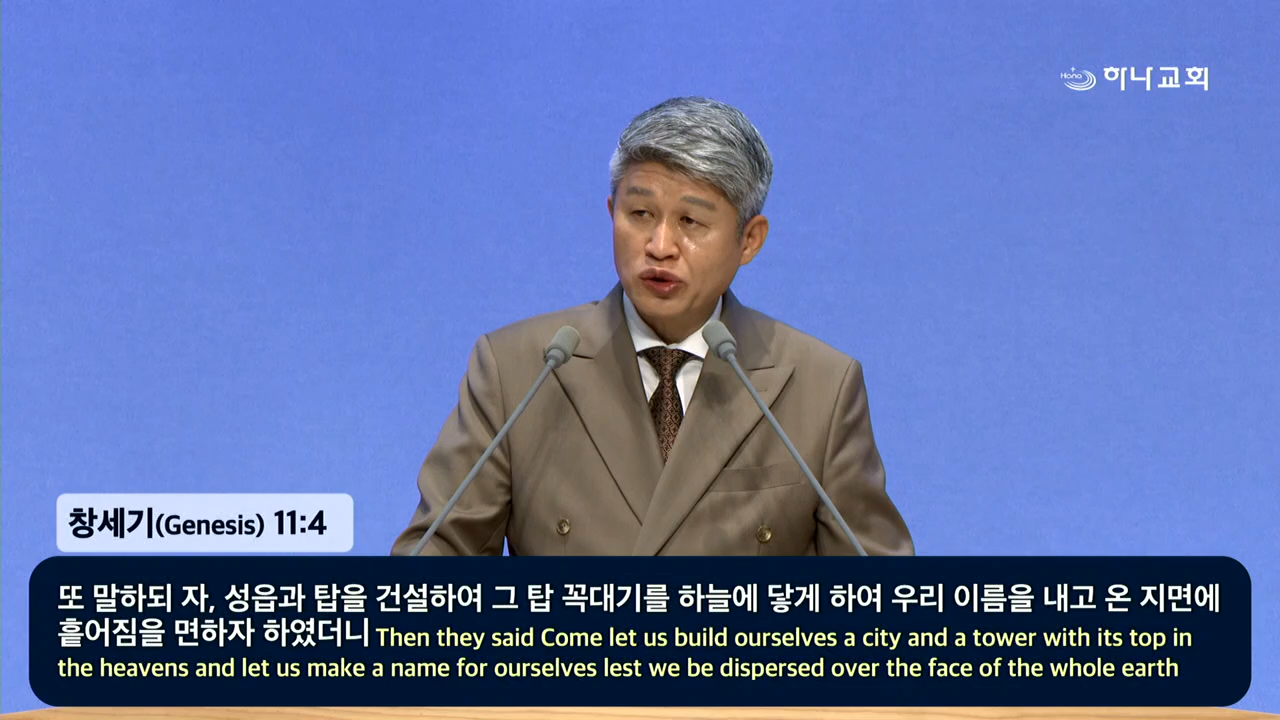 Hana 하나교회
창세기(Genesis) 11:4
또 말하되 자, 성읍과 탑을 건설하여 그 탑 꼭대기를 하늘에 닿게 하여 우리 이름을 내고 온 지면에
흩어짐을 면하자 하였더니 Then they said Come let us build ourselves a city and a tower with its top in
the heavens and let us make a name for ourselves lest we be dispersed over the face of the whole earth